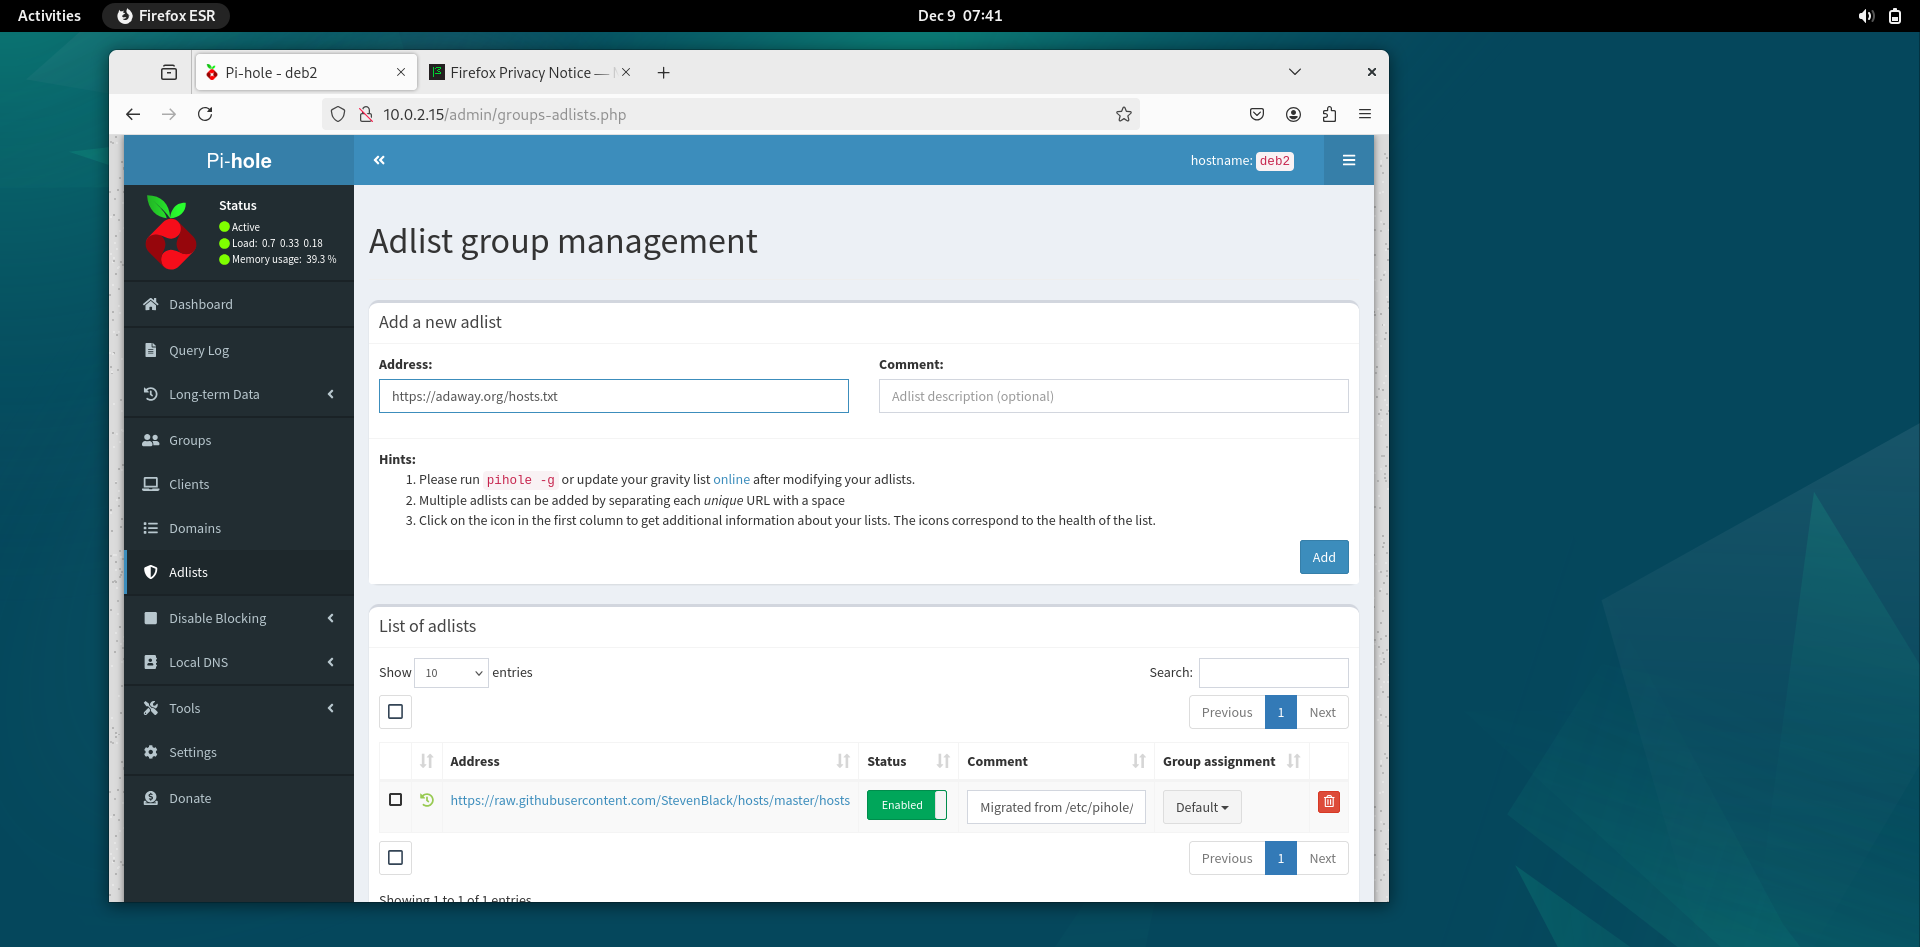 Activities Firefox ESR Dec 9 07:41
Pi-hole - deb2 Firefox Privacy Notice —
10.0.2.15/admin/groups-adlists.php
Pi-hole hostname: deb2
Status
Active
Load: 0.7 0.33 0.18
Memory usage: 39.3 %
Dashboard
Query Log
Long-term Data
Groups
Clients
Domains
Adlists
Disable Blocking
Local DNS
Tools
Settings
Donate
Adlist group management
Add a new adlist
Address: Comment:
https://adaway.org/hosts.txt Adlist description (optional)
Hints:
1. Please run pihole -g or update your gravity list online after modifying your adlists.
2. Multiple adlists can be added by separating each unique URL with a space
3. Click on the icon in the first column to get additional information about your lists. The icons correspond to the health of the list.
Add
List of adlists
Show 10 entries Search:
Previous 1 Next
Address Status Comment Group assignment
https://raw.githubusercontent.com/StevenBlack/hosts/master/hosts Enabled Migrated from /etc/pihole/ Default
Previous 1 Next
Showing 1 to 1 of 1 entries